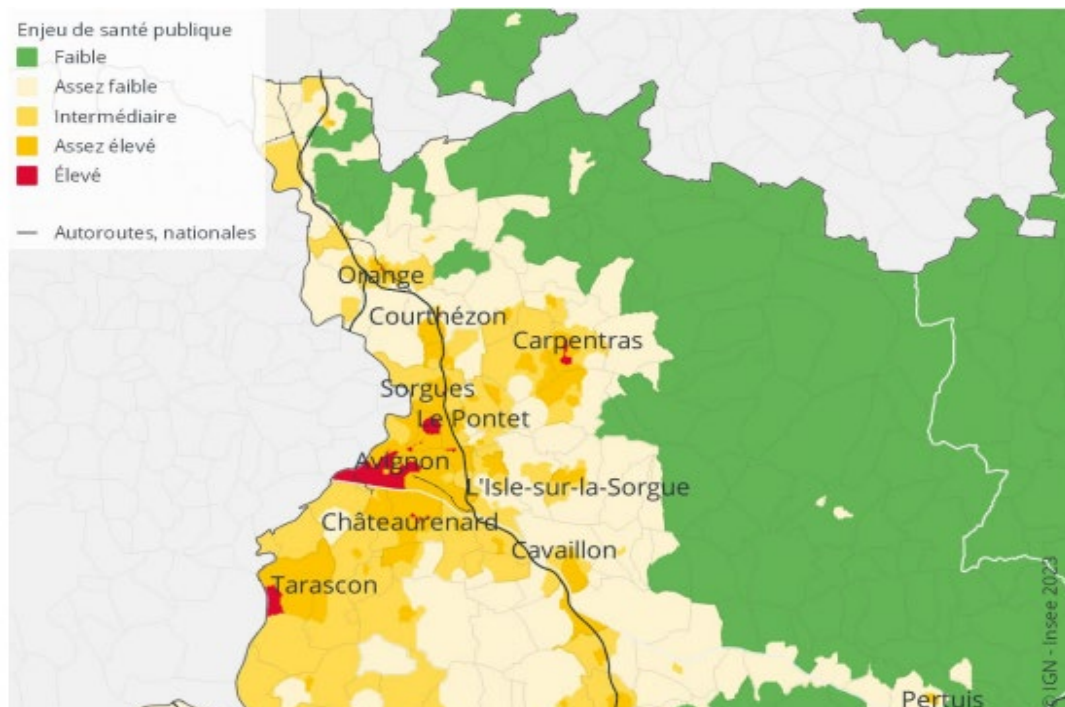 Enjeu de santé publique
Faible
Assez faible
Intermédiaire
Assez élevé
Élevé
— Autoroutes, nationales
Orange
Courthézon
Carpentras
Sorgues
Le Pontet
Avignon
L'Isle-sur-la-Sorgue
Châteaurenard
Cavaillon
Tarascon
Pertuis
© IGN - Insee 2023